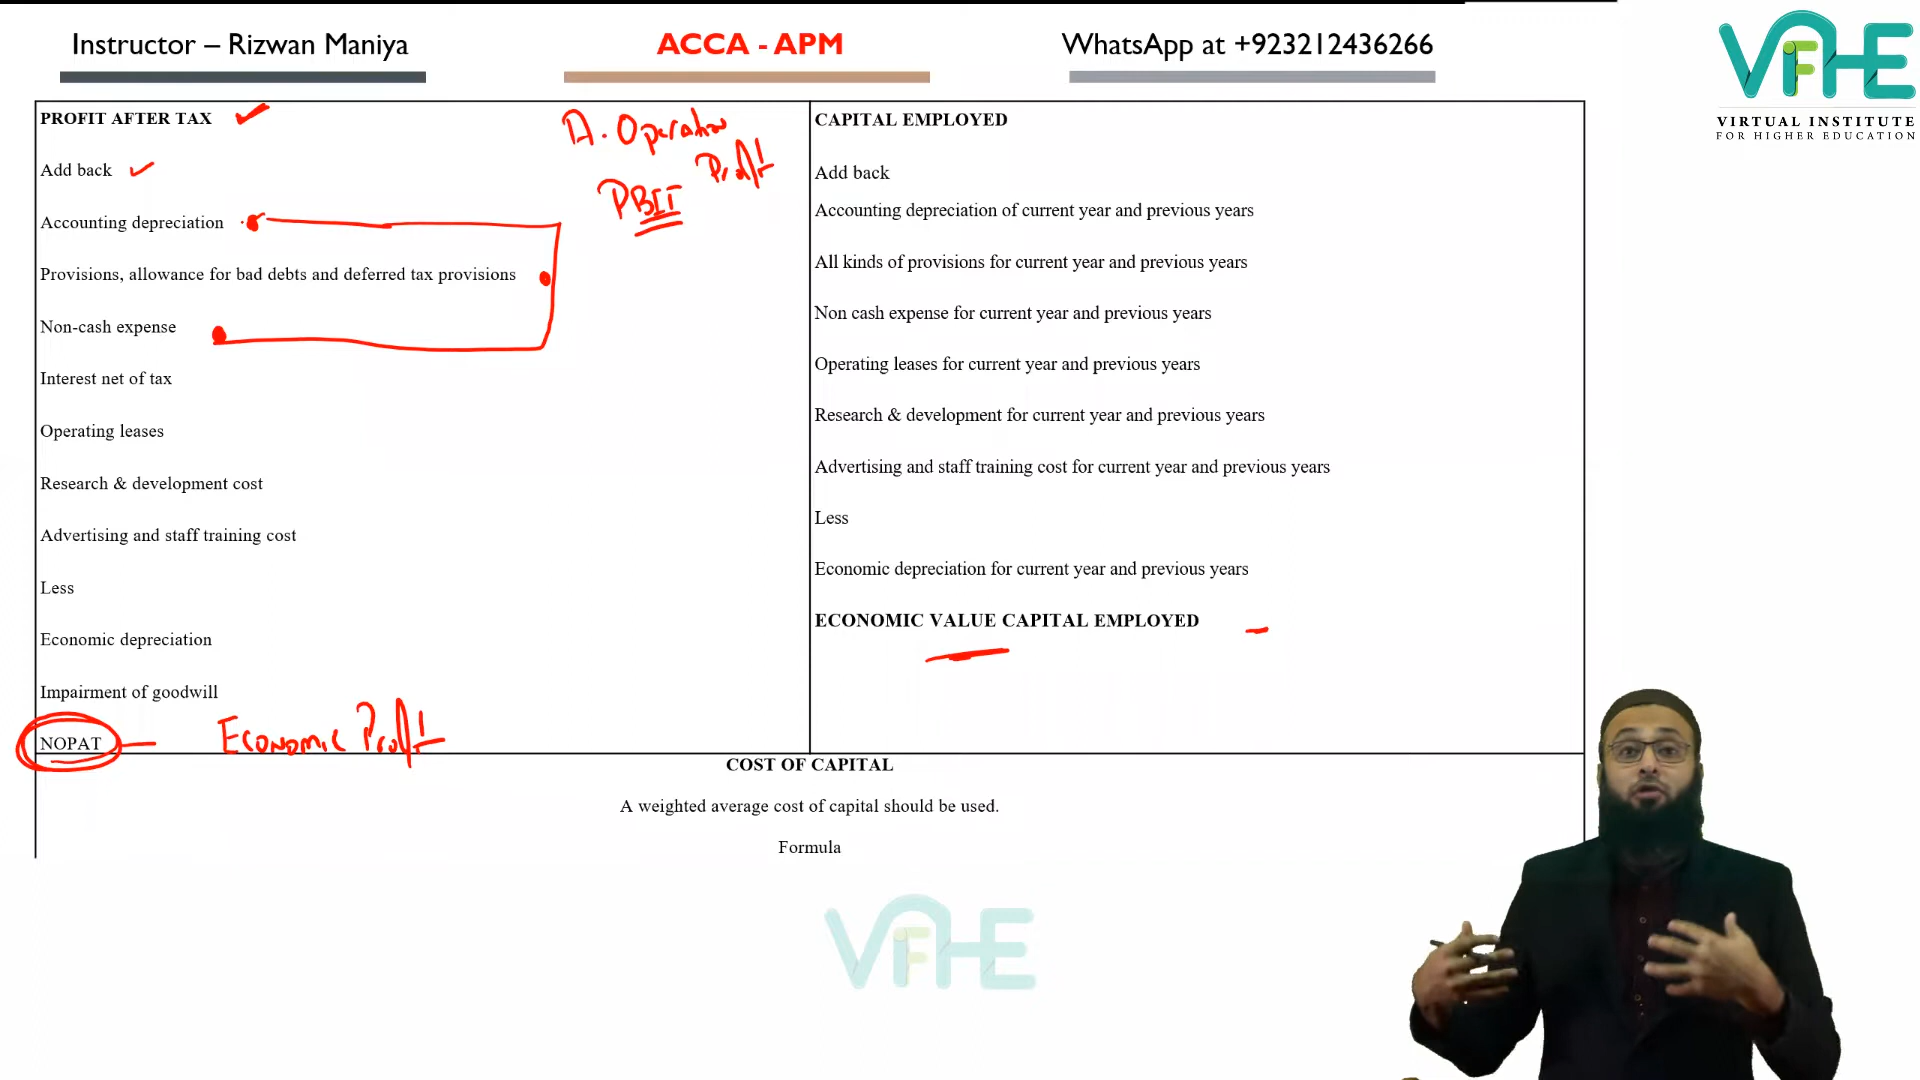 Instructor – Rizwan Maniya
ACCA - APM
WhatsApp at +923212436266
VIFHE
VIRTUAL INSTITUTE
FOR HIGHER EDUCATION
PROFIT AFTER TAX
Add back
Accounting depreciation
Provisions, allowance for bad debts and deferred tax provisions
Non-cash expense
Interest net of tax
Operating leases
Research & development cost
Advertising and staff training cost
Less
Economic depreciation
Impairment of goodwill
NOPAT
Economic Profit
Operating
Profit
PBIT
CAPITAL EMPLOYED
Add back
Accounting depreciation of current year and previous years
All kinds of provisions for current year and previous years
Non cash expense for current year and previous years
Operating leases for current year and previous years
Research & development for current year and previous years
Advertising and staff training cost for current year and previous years
Less
Economic depreciation for current year and previous years
ECONOMIC VALUE CAPITAL EMPLOYED
COST OF CAPITAL
A weighted average cost of capital should be used.
Formula
VIFHE